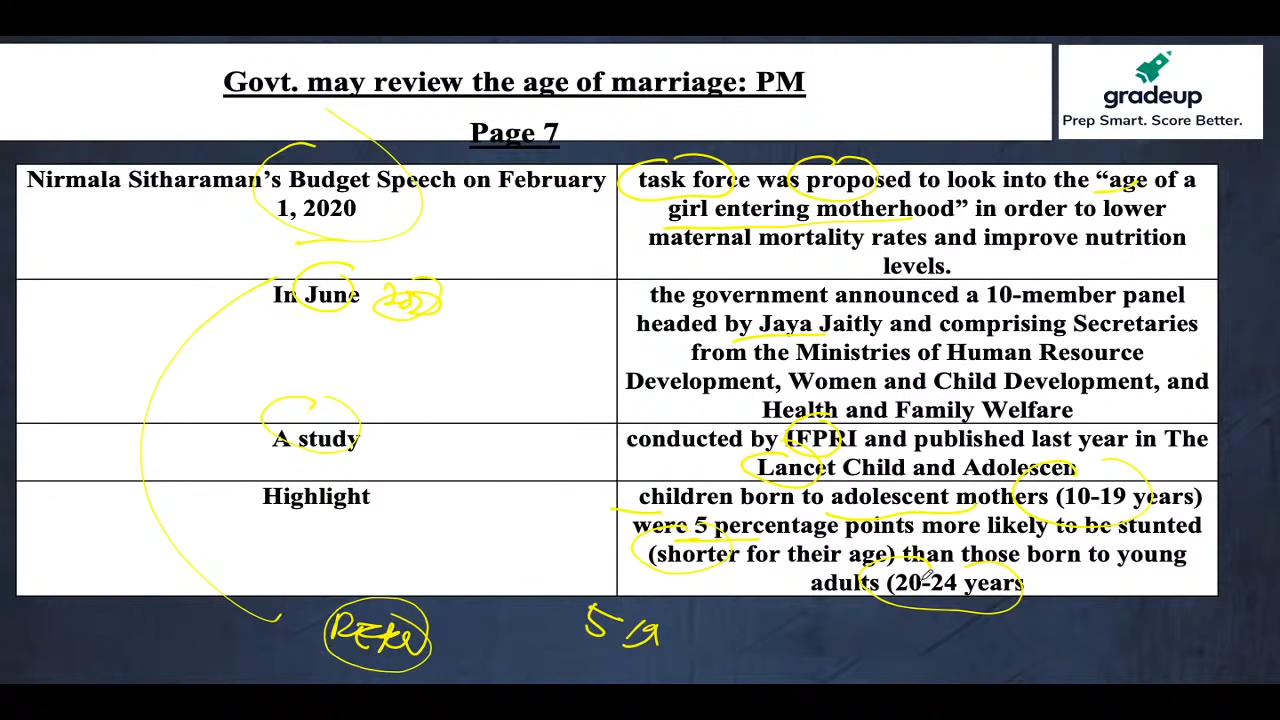 Govt. may review the age of marriage: PM
Page 7
gradeup
Prep Smart. Score Better.
Nirmala Sitharaman's Budget Speech on February
1, 2020
task force was proposed to look into the “age of a
girl entering motherhood” in order to lower
maternal mortality rates and improve nutrition
levels.
In June
the government announced a 10-member panel
headed by Jaya Jaitly and comprising Secretaries
from the Ministries of Human Resource
Development, Women and Child Development, and
Health and Family Welfare
A study
conducted by IFPRI and published last year in The
Lancet Child and Adolescen
Highlight
children born to adolescent mothers (10-19 years)
were 5 percentage points more likely to be stunted
(shorter for their age) than those born to young
adults (20-24 years
5